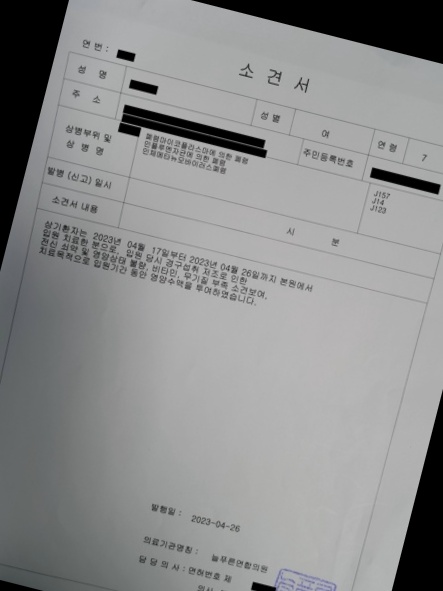 소 견 서
연 번 :
성 명
성 별
여
연 령
7
주 소
주민등록번호
상병부위 및
상 병 명
폐렴마이코플라스마에 의한 폐렴
인플루엔자균에 의한 폐렴
인체메타뉴모바이러스폐렴
J157
J14
J123
발병 (신고) 일시
시 분
소견서 내용
상기환자는 2023년 04월 17일부터 2023년 04월 26일까지 본원에서
입원 치료한 분으로, 입원 당시 경구섭취 저조로 인한
전신 쇠약 및 영양상태 불량, 비타민, 무기질 부족 소견보여,
치료목적으로 입원기간 동안 영양수액을 투여하였습니다.
발행일 : 2023-04-26
의료기관명칭 : 늘푸른연합의원
담 당 의 사 : 면허번호 제
의사